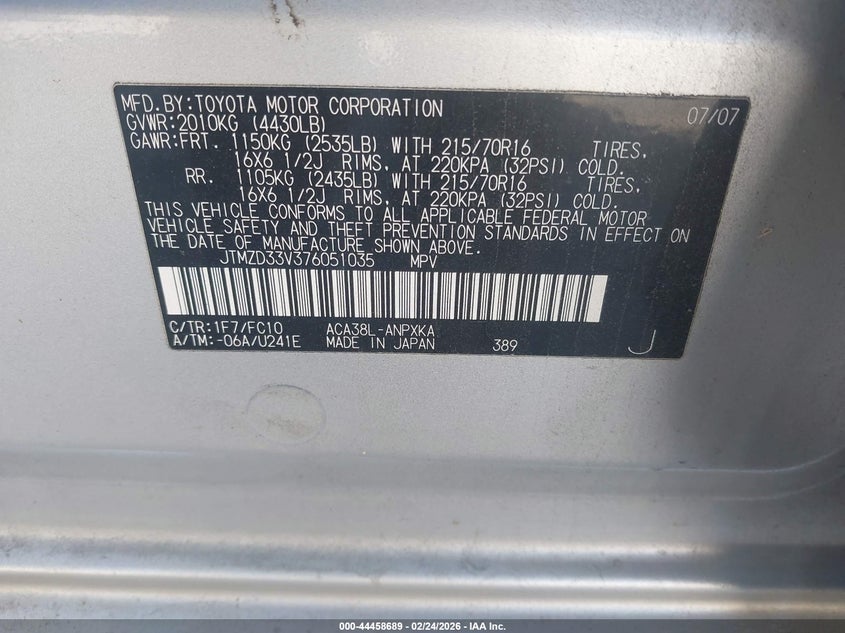 MFD.BY:TOYOTA MOTOR CORPORATION 07/07
GVWR:2010KG (4430LB)
GAWR:FRT. 1150KG (2535LB) WITH 215/70R16 TIRES,
16X6 1/2J RIMS, AT 220KPA (32PSI) COLD.
RR. 1105KG (2435LB) WITH 215/70R16 TIRES,
16X6 1/2J RIMS, AT 220KPA (32PSI) COLD.
THIS VEHICLE CONFORMS TO ALL APPLICABLE FEDERAL MOTOR
VEHICLE SAFETY AND THEFT PREVENTION STANDARDS IN EFFECT ON
THE DATE OF MANUFACTURE SHOWN ABOVE.
JTMZD33V376051035 MPV
C/TR:1F7/FC10 ACA38L-ANPXKA
A/TM:-06A/U241E MADE IN JAPAN 389 J
000-44458689 - 02/24/2026 - IAA Inc.